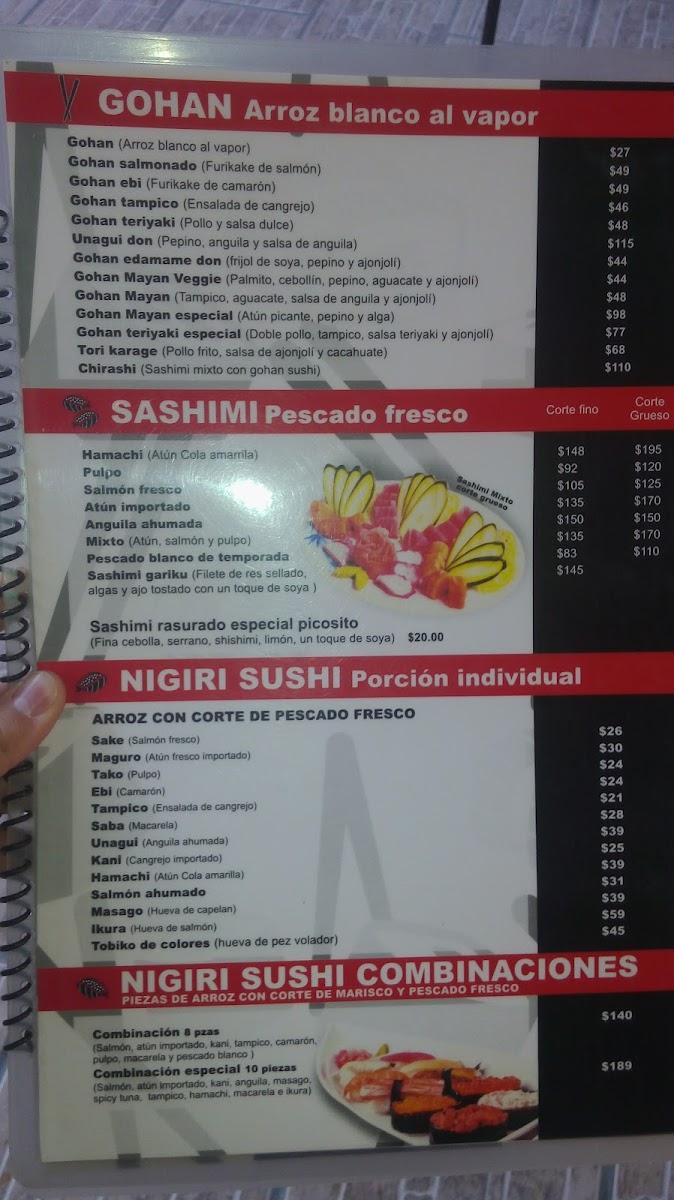 GOHAN Arroz blanco al vapor
Gohan (Arroz blanco al vapor) $27
Gohan salmonado (Furikake de salmón) $49
Gohan ebi (Furikake de camarón) $49
Gohan tampico (Ensalada de cangrejo) $46
Gohan teriyaki (Pollo y salsa dulce) $48
Unagui don (Pepino, anguila y salsa de anguila) $115
Gohan edamame don (frijol de soya, pepino y ajonjolí) $44
Gohan Mayan Veggie (Palmito, cebollín, pepino, aguacate y ajonjolí) $44
Gohan Mayan (Tampico, aguacate, salsa de anguila y ajonjolí) $48
Gohan Mayan especial (Atún picante, pepino y alga) $98
Gohan teriyaki especial (Doble pollo, tampico, salsa teriyaki y ajonjolí) $77
Tori karage (Pollo frito, salsa de ajonjolí y cacahuate) $68
Chirashi (Sashimi mixto con gohan sushi) $110
SASHIMI Pescado fresco Corte fino Corte Grueso
Hamachi (Atún Cola amarrila) $148 $195
Pulpo $92 $120
Salmón fresco $105 $125
Atún importado $135 $170
Anguila ahumada $150 $150
Mixto (Atún, salmón y pulpo) $135 $170
Pescado blanco de temporada $83 $110
Sashimi gariku (Filete de res sellado, $145
algas y ajo tostado con un toque de soya )
Sashimi Mixto
corte grueso
Sashimi rasurado especial picosito
(Fina cebolla, serrano, shishimi, limón, un toque de soya) $20.00
NIGIRI SUSHI Porción individual
ARROZ CON CORTE DE PESCADO FRESCO
Sake (Salmón fresco) $26
Maguro (Atún fresco importado) $30
Tako (Pulpo) $24
Ebi (Camarón) $24
Tampico (Ensalada de cangrejo) $21
Saba (Macarela) $28
Unagui (Anguila ahumada) $39
Kani (Cangrejo importado) $25
Hamachi (Atún Cola amarilla) $39
Salmón ahumado $31
Masago (Hueva de capelan) $39
Ikura (Hueva de salmón) $59
Tobiko de colores (hueva de pez volador) $45
NIGIRI SUSHI COMBINACIONES
PIEZAS DE ARROZ CON CORTE DE MARISCO Y PESCADO FRESCO
Combinación 8 pzas $140
(Salmón, atún importado, kani, tampico, camarón,
pulpo, macarela y pescado blanco )
Combinación especial 10 piezas $189
(Salmón, atún importado, kani, anguila, masago,
spicy tuna, tampico, hamachi, macarela e ikura)